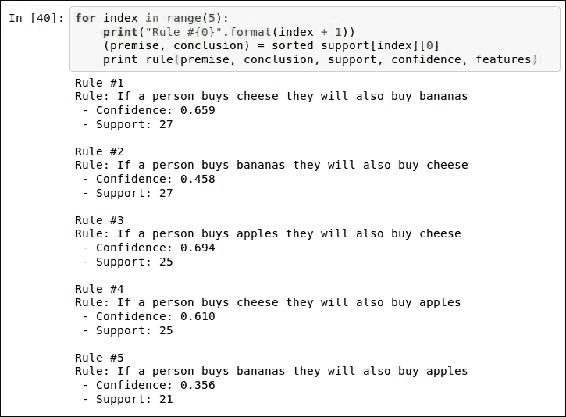 In [40]: for index in range(5):
print("Rule #{0}".format(index + 1))
(premise, conclusion) = sorted support[index][0]
print rule(premise, conclusion, support, confidence, features)
Rule #1
Rule: If a person buys cheese they will also buy bananas
- Confidence: 0.659
- Support: 27
Rule #2
Rule: If a person buys bananas they will also buy cheese
- Confidence: 0.458
- Support: 27
Rule #3
Rule: If a person buys apples they will also buy cheese
- Confidence: 0.694
- Support: 25
Rule #4
Rule: If a person buys cheese they will also buy apples
- Confidence: 0.610
- Support: 25
Rule #5
Rule: If a person buys bananas they will also buy apples
- Confidence: 0.356
- Support: 21